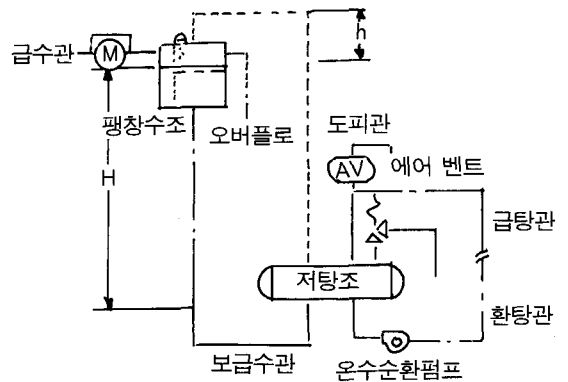 급수관
M
h
팽창수조
오버플로
도피관
AV
에어 벤트
H
급탕관
저탕조
환탕관
보급수관
온수순환펌프